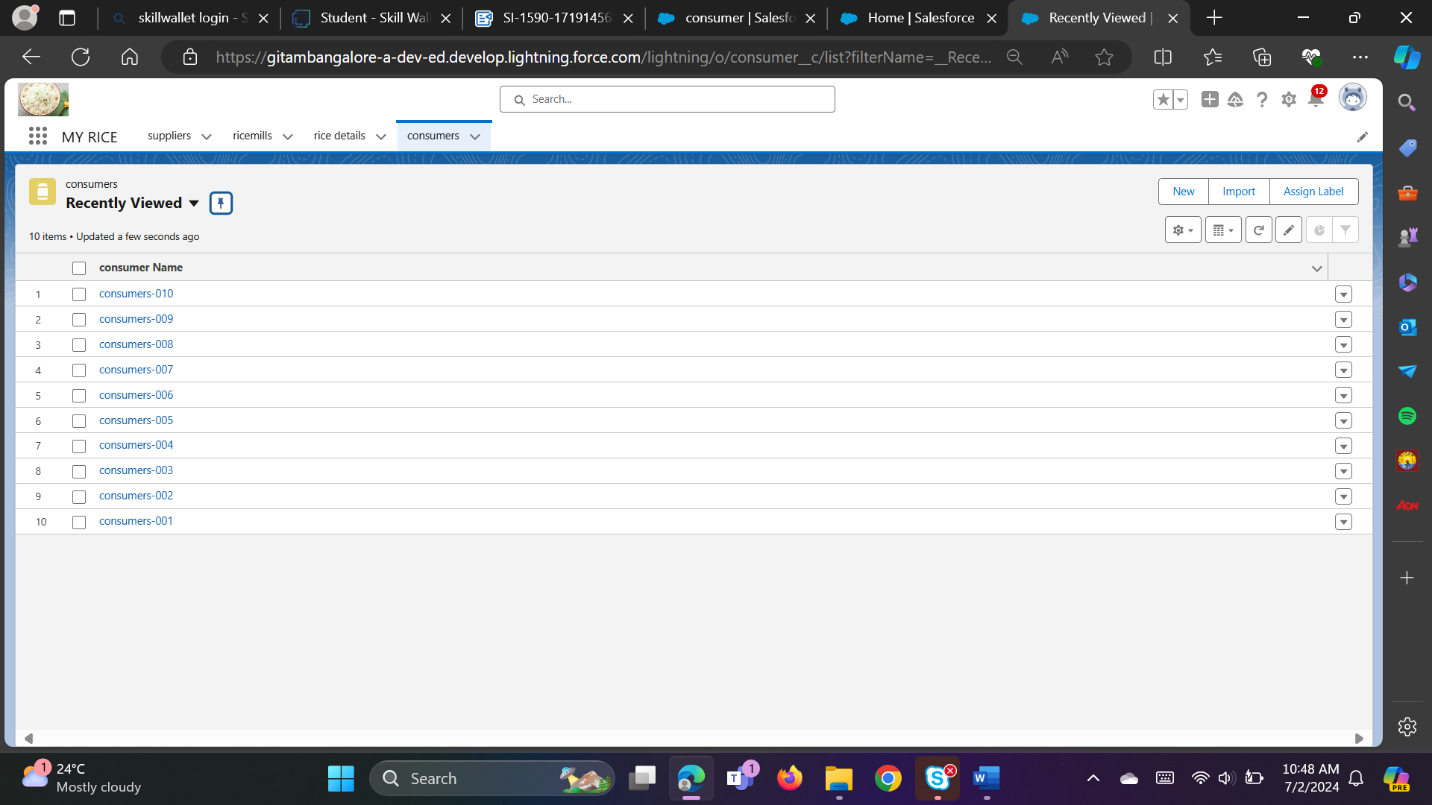 skillwallet login - S
Student - Skill Wal
SI-1590-17191456
consumer | Salesfo
Home | Salesforce
Recently Viewed |
https://gitambangalore-a-dev-ed.develop.lightning.force.com/lightning/o/consumer__c/list?filterName=__Rece...
Search...
12
MY RICE
suppliers
ricemills
rice details
consumers
consumers
Recently Viewed
New
Import
Assign Label
10 items • Updated a few seconds ago
consumer Name
1 consumers-010
2 consumers-009
3 consumers-008
4 consumers-007
5 consumers-006
6 consumers-005
7 consumers-004
8 consumers-003
9 consumers-002
10 consumers-001
AON
1
24°C
Mostly cloudy
Search
1
10:48 AM
7/2/2024
PRE